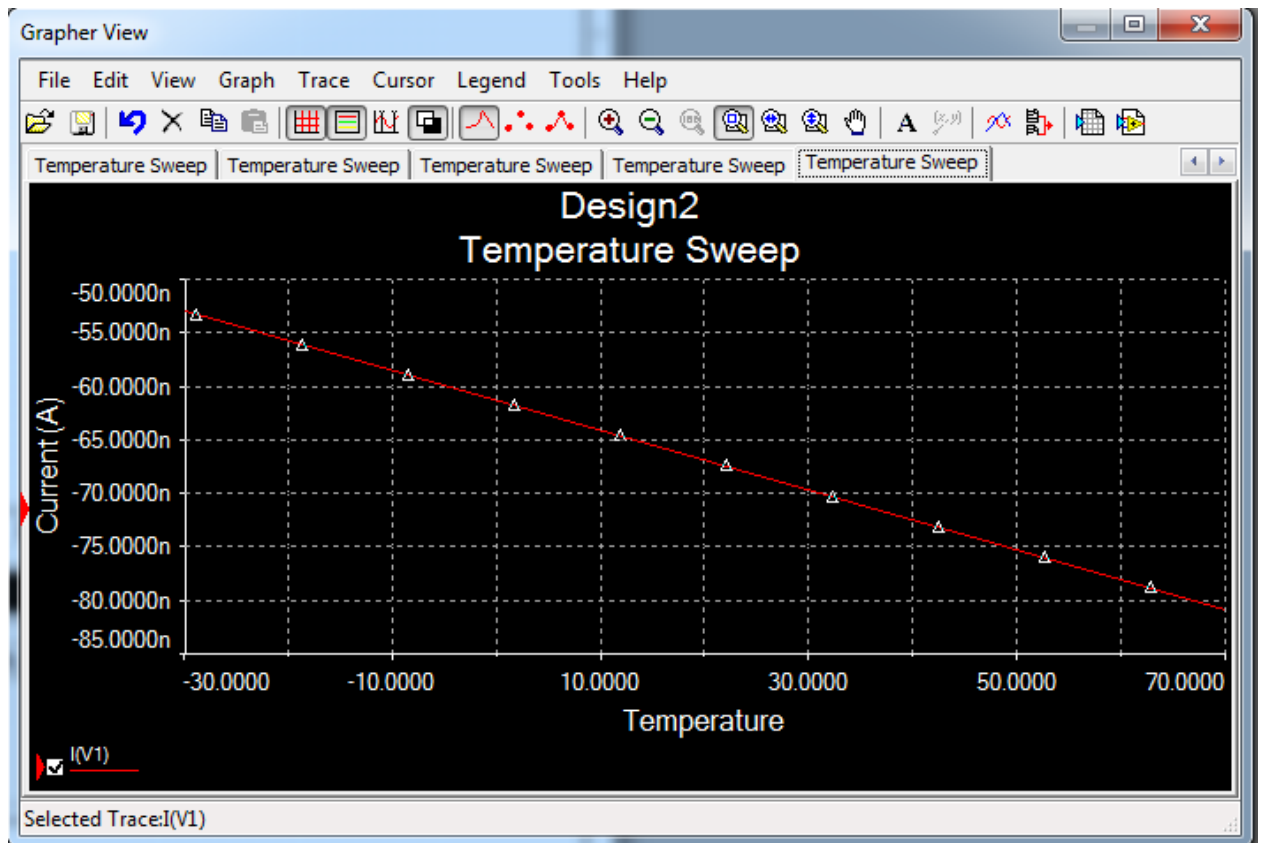 Grapher View
File Edit View Graph Trace Cursor Legend Tools Help
A
Temperature Sweep Temperature Sweep Temperature Sweep Temperature Sweep Temperature Sweep
Design2
Temperature Sweep
-50.0000n
-55.0000n
-60.0000n
-65.0000n
-70.0000n
-75.0000n
-80.0000n
-85.0000n
Current (A)
-30.0000 -10.0000 10.0000 30.0000 50.0000 70.0000
Temperature
I(V1)
Selected Trace:I(V1)